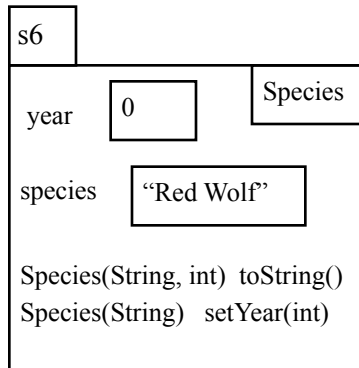 s6
Species
year 0
species “Red Wolf”
Species(String, int) toString()
Species(String) setYear(int)